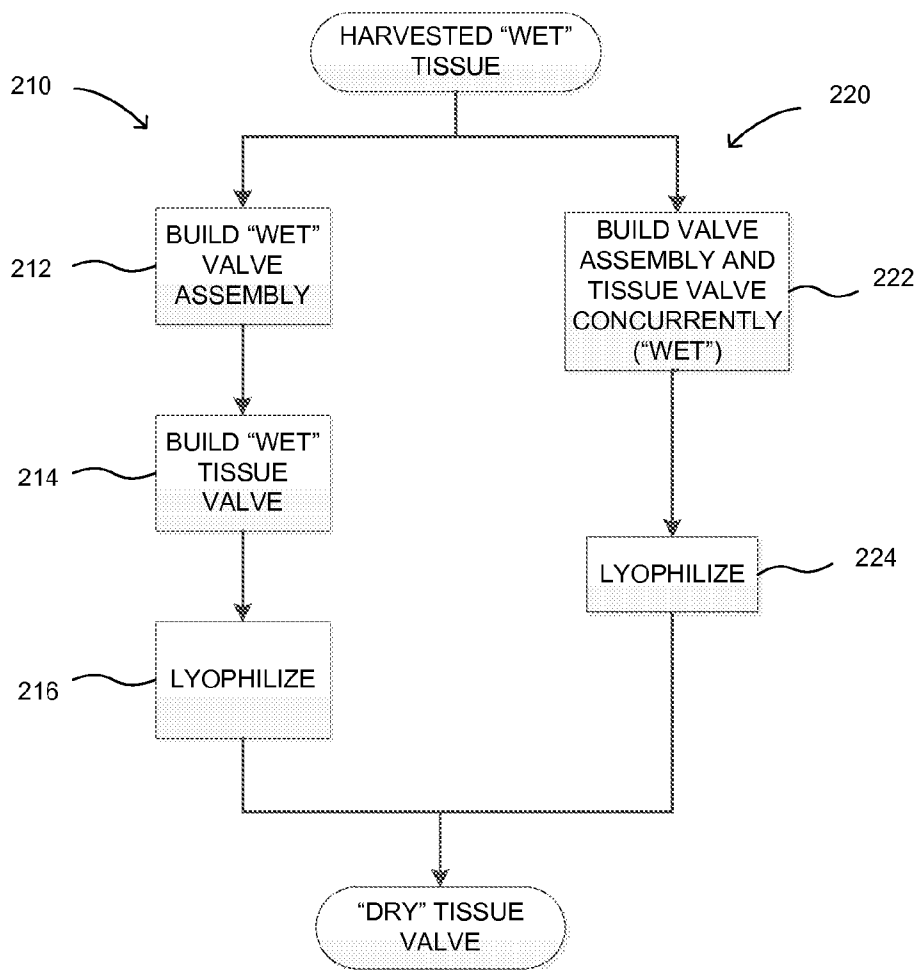 HARVESTED “WET”
TISSUE
210
220
BUILD “WET”
VALVE
ASSEMBLY
212
BUILD VALVE
ASSEMBLY AND
TISSUE VALVE
CONCURRENTLY
(“WET”)
222
BUILD “WET”
TISSUE
VALVE
214
LYOPHILIZE
224
LYOPHILIZE
216
“DRY” TISSUE
VALVE